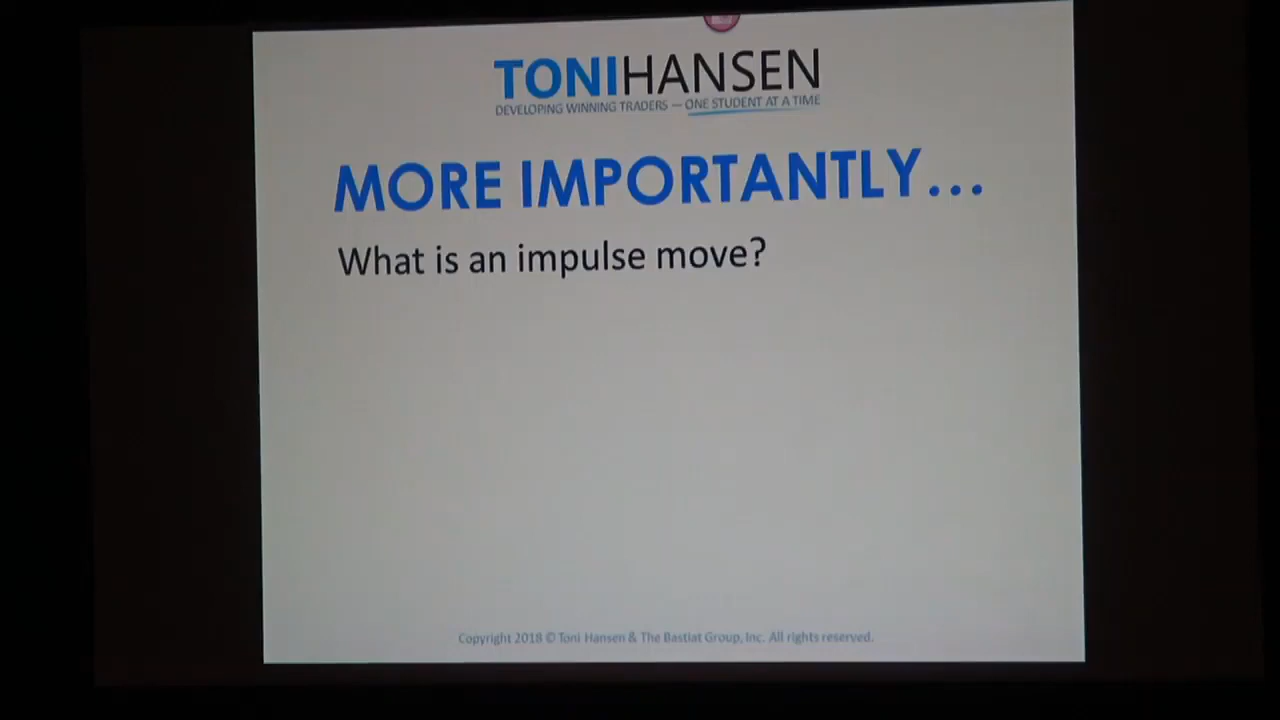 TONIHANSEN
DEVELOPING WINNING TRADERS — ONE STUDENT AT A TIME
MORE IMPORTANTLY...
What is an impulse move?
Copyright 2018 © Toni Hansen & The Bastiat Group, Inc. All rights reserved.